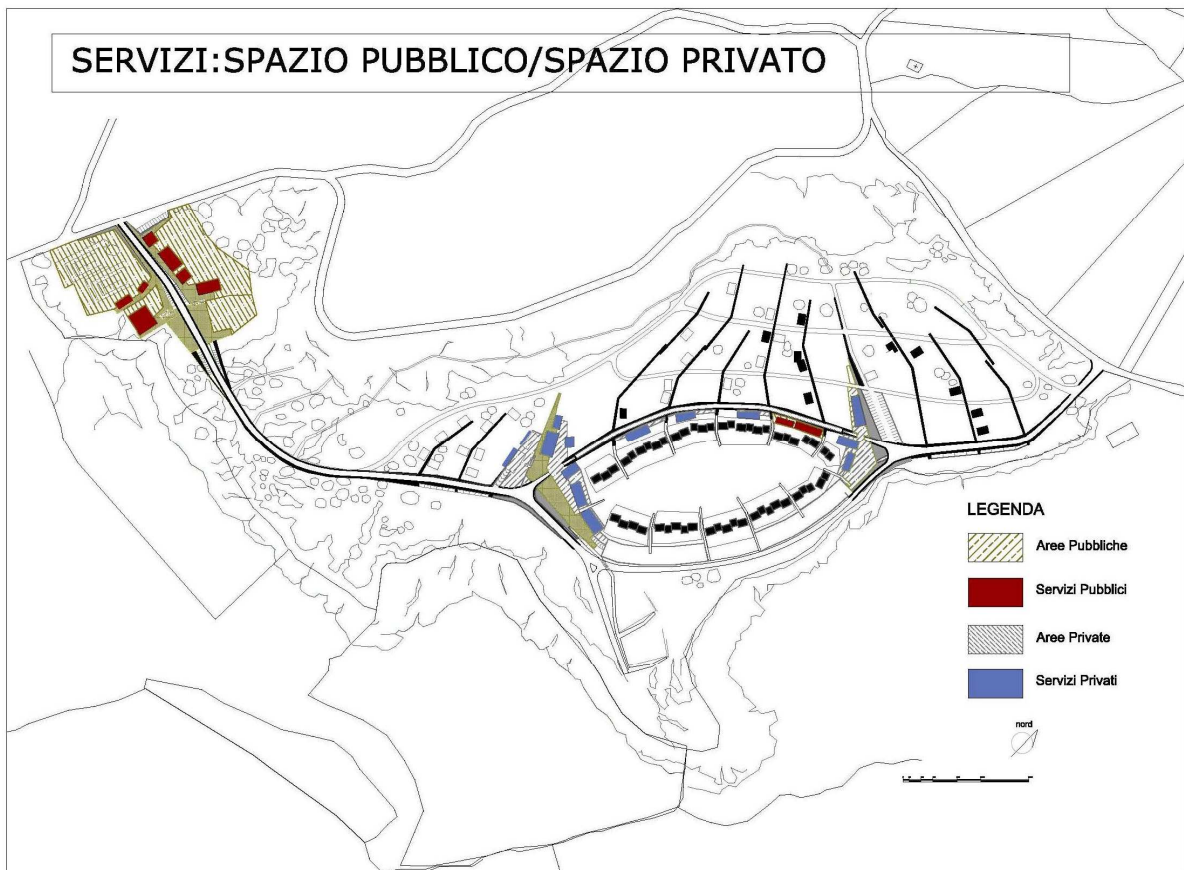 SERVIZI:SPAZIO PUBBLICO/SPAZIO PRIVATO
LEGENDA
Aree Pubbliche
Servizi Pubblici
Aree Private
Servizi Privati
nord